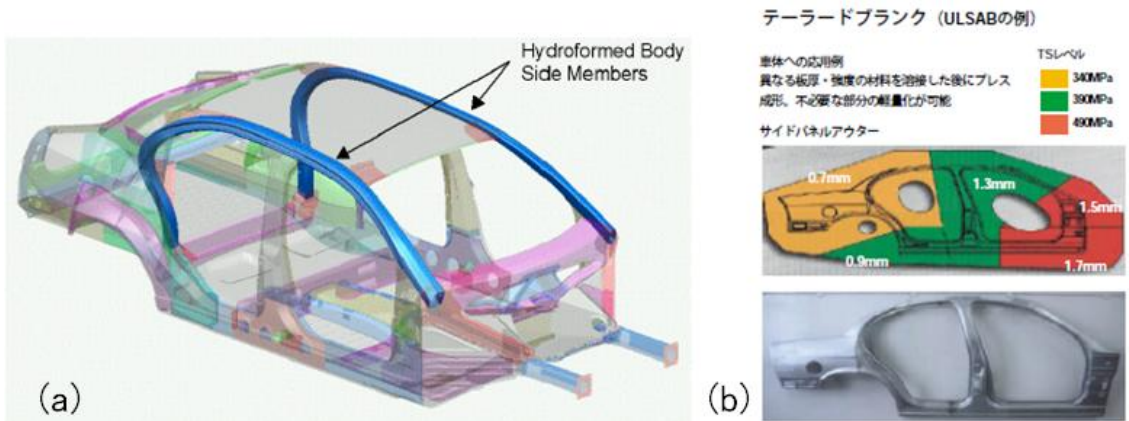 Hydroformed Body
Side Members
(a)
テーラードブランク（ULSABの例）
車体への応用例
異なる板厚・強度の材料を溶接した後にプレス
成形、不必要な部分の軽量化が可能
サイドパネルアウター
TSレベル
340MPa
390MPa
490MPa
0.7mm
1.3mm
1.5mm
0.9mm
1.7mm
(b)